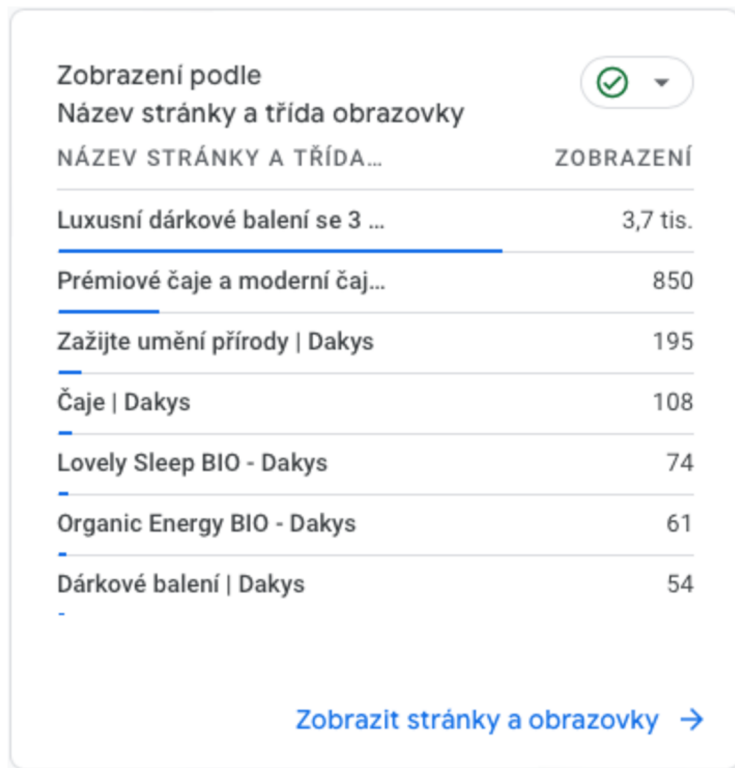 Zobrazení podle
Název stránky a třída obrazovky
NÁZEV STRÁNKY A TŘÍDA… ZOBRAZENÍ
Luxusní dárkové balení se 3 … 3,7 tis.
Prémiové čaje a moderní čaj… 850
Zažijte umění přírody | Dakys 195
Čaje | Dakys 108
Lovely Sleep BIO - Dakys 74
Organic Energy BIO - Dakys 61
Dárkové balení | Dakys 54
Zobrazit stránky a obrazovky →